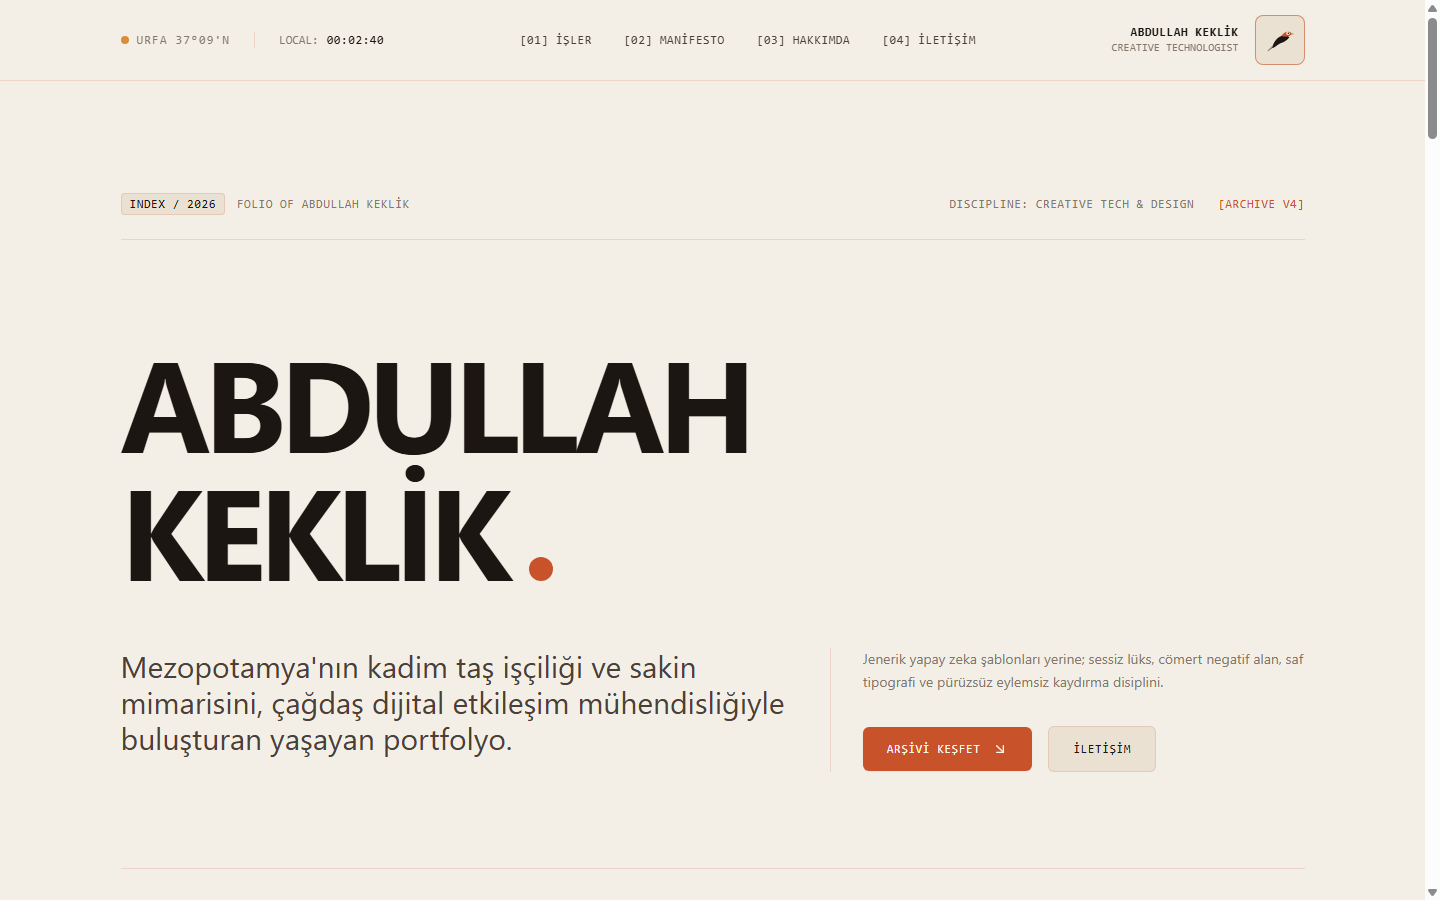 URFA 37°09'N
LOCAL: 00:02:40
[01] İŞLER
[02] MANİFESTO
[03] HAKKIMDA
[04] İLETİŞİM
ABDULLAH KEKLİK
CREATIVE TECHNOLOGIST
INDEX / 2026
FOLIO OF ABDULLAH KEKLİK
DISCIPLINE: CREATIVE TECH & DESIGN
[ARCHIVE V4]
ABDULLAH
KEKLİK.
Mezopotamya'nın kadim taş işçiliği ve sakin
mimarisini, çağdaş dijital etkileşim mühendisliğiyle
buluşturan yaşayan portfolyo.
Jenerik yapay zeka şablonları yerine; sessiz lüks, cömert negatif alan, saf
tipografi ve pürüzsüz eylemsiz kaydırma disiplini.
ARŞİVİ KEŞFET
İLETİŞİM